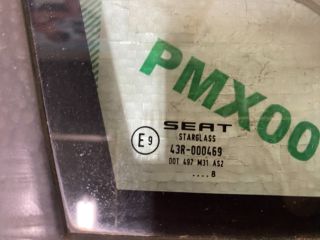 PMX00
SEAT
STARGLASS
E9
43R-000469
DOT 497 M31 AS2
....8